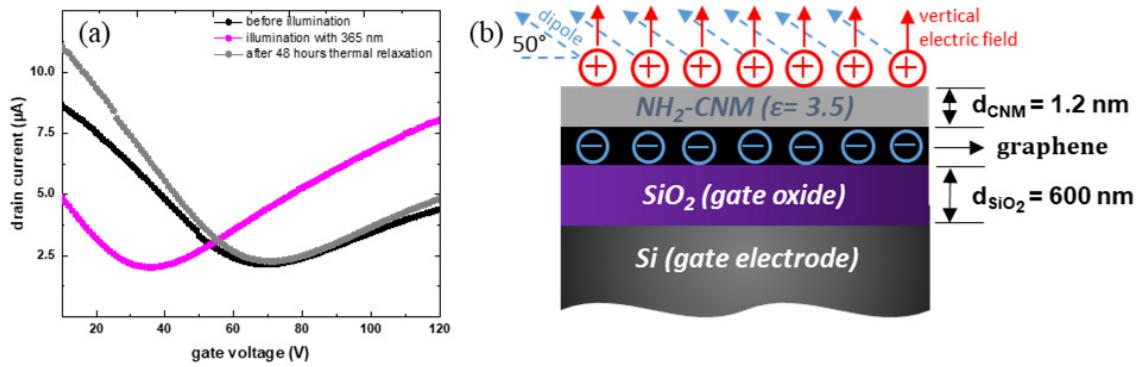 (a)
before illumination
illumination with 365 nm
after 48 hours thermal relaxation
drain current (µA)
10.0
7.5
5.0
2.5
20
40
60
80
100
120
gate voltage (V)
(b)
dipole
50°
vertical
electric field
+ + + + + + +
NH₂-CNM (ε= 3.5)
d_CNM = 1.2 nm
− − − − − − −
graphene
SiO₂ (gate oxide)
d_SiO₂ = 600 nm
Si (gate electrode)